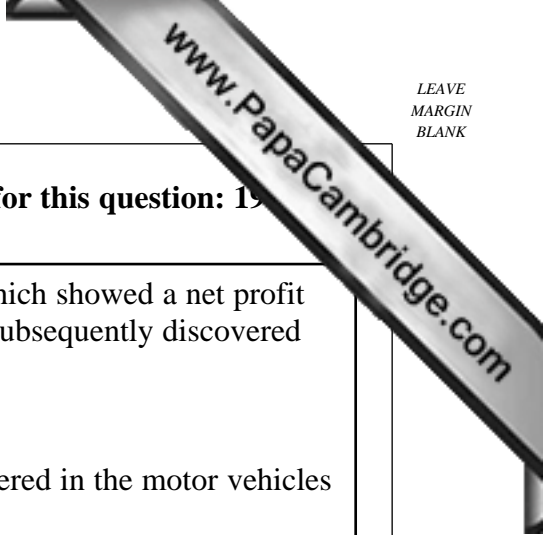 www.PapaCambridge.com
LEAVE
MARGIN
BLANK
for this question: 19
hich showed a net profit
ubsequently discovered
ered in the motor vehicles